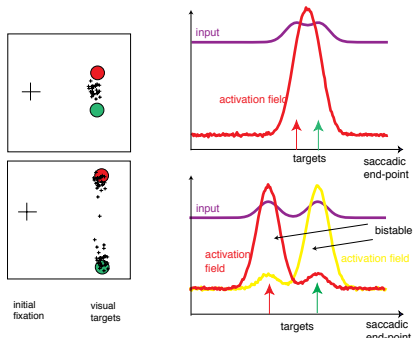 input
activation field
targets
saccadic
end-point
input
bistable
activation
field
activation field
targets
saccadic
end-point
initial
fixation
visual
targets